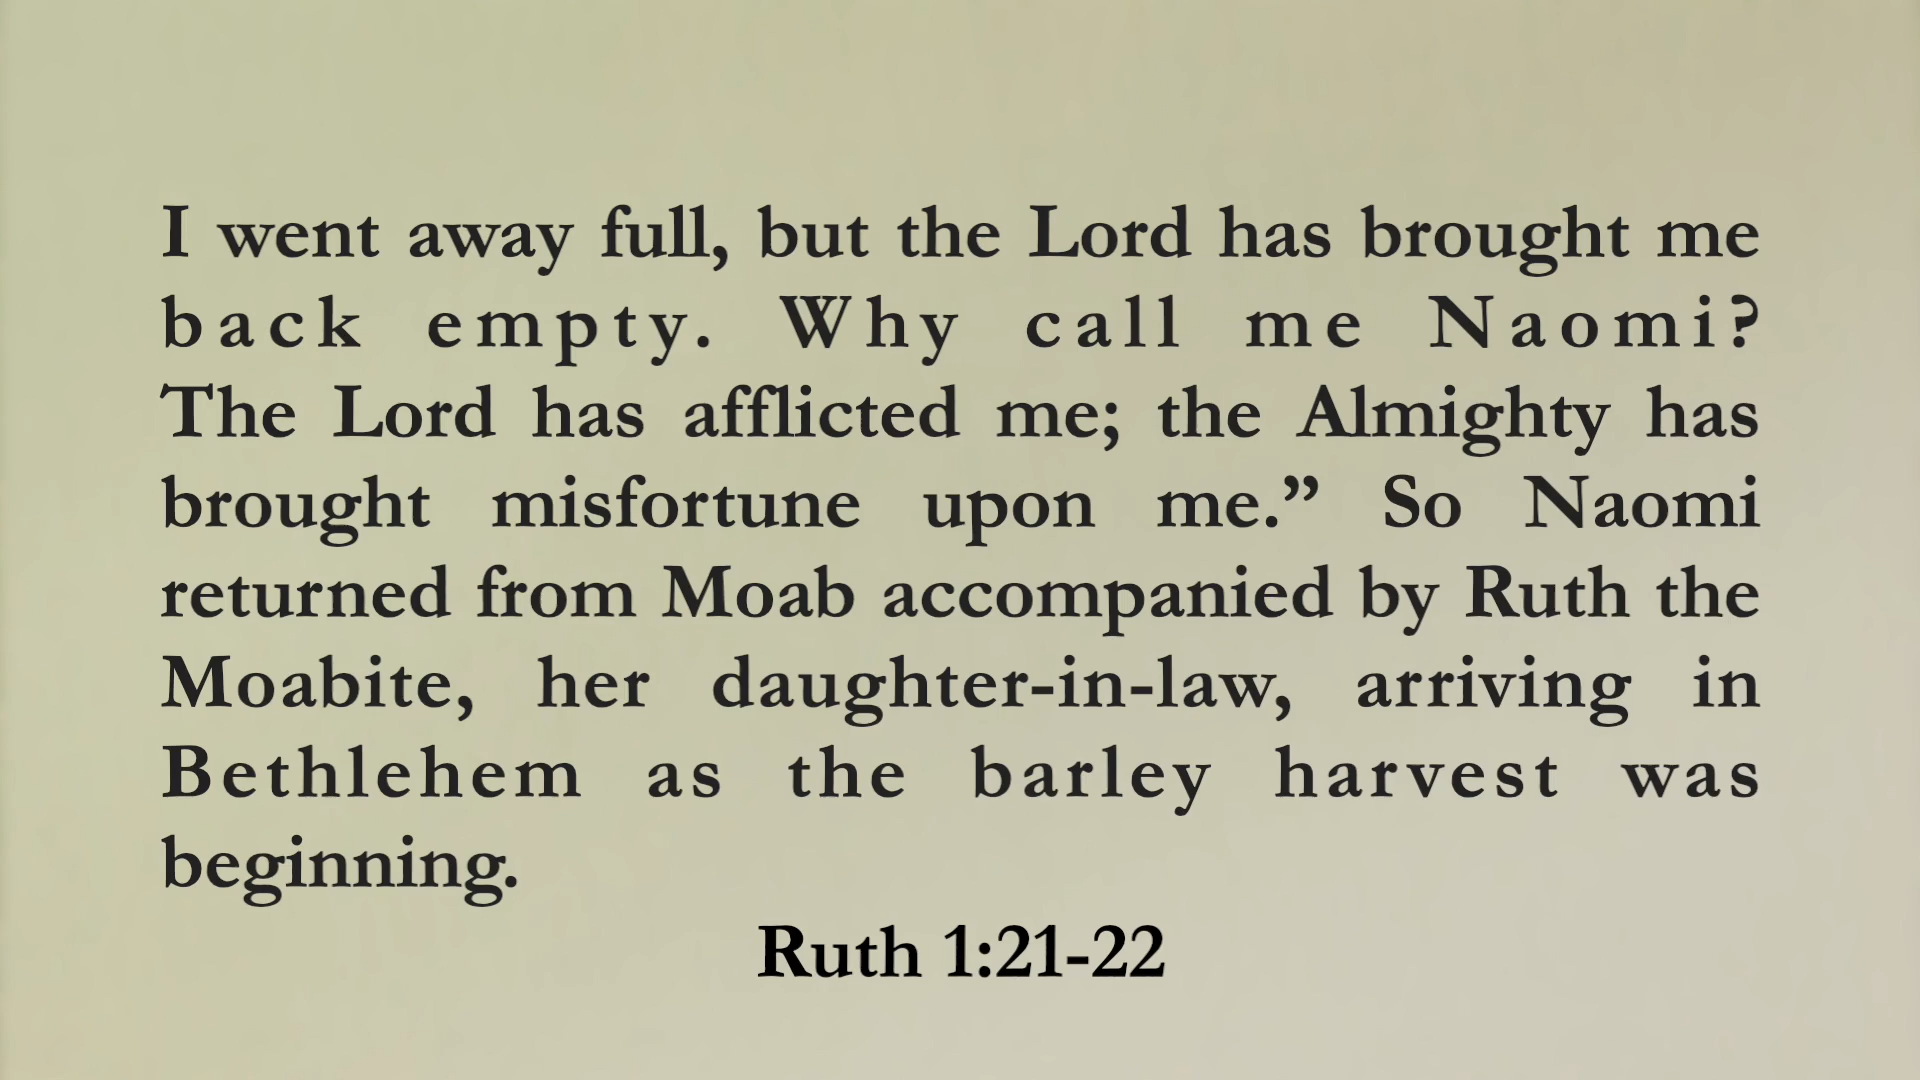 I went away full, but the Lord has brought me
back empty. Why call me Naomi?
The Lord has afflicted me; the Almighty has
brought misfortune upon me.” So Naomi
returned from Moab accompanied by Ruth the
Moabite, her daughter-in-law, arriving in
Bethlehem as the barley harvest was
beginning.
Ruth 1:21-22